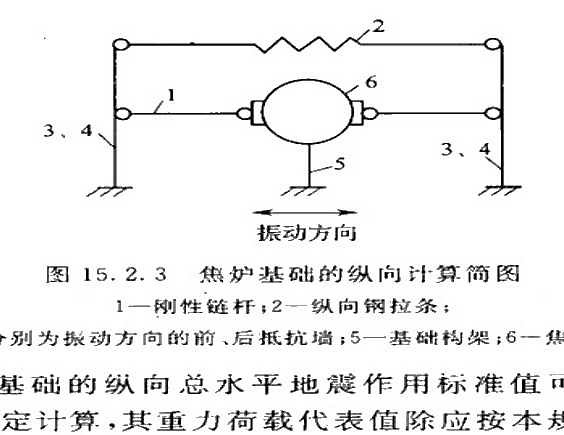 2
6
1
3、4
3、4
5
振动方向
图 15.2.3 焦炉基础的纵向计算简图
1—刚性链杆;2—纵向钢拉条;
分别为振动方向的前、后抵抗墙;5—基础构架;6—焦
基础的纵向总水平地震作用标准值可
定计算,其重力荷载代表值除应按本规